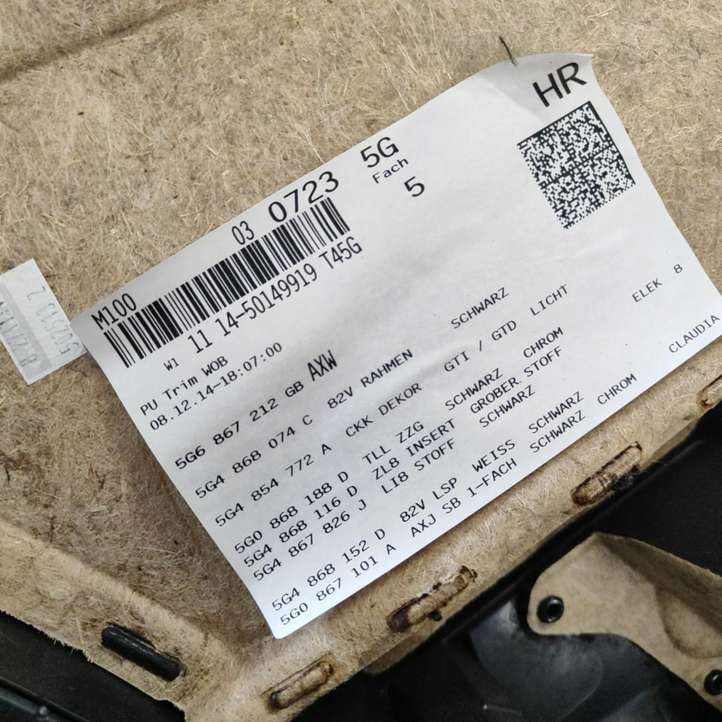 HR
03 0723 5G
Fach
5
M100
W1 11 14-50149919 T45G
PU Trim WOB
08.12.14-18:07:00
5G6 867 212 GB AXW
5G4 868 074 C 82V RAHMEN SCHWARZ
5G4 854 772 A CKK DEKOR GTI / GTD LICHT ELEK 8
5G0 868 188 D TLL ZZG SCHWARZ CHROM
5G4 868 116 D ZLB INSERT GROBER STOFF
5G4 867 826 J LIB STOFF SCHWARZ
5G4 868 152 D 82V LSP WEISS SCHWARZ
5G0 867 101 A AXJ SB 1-FACH SCHWARZ CHROM
CLAUDIA